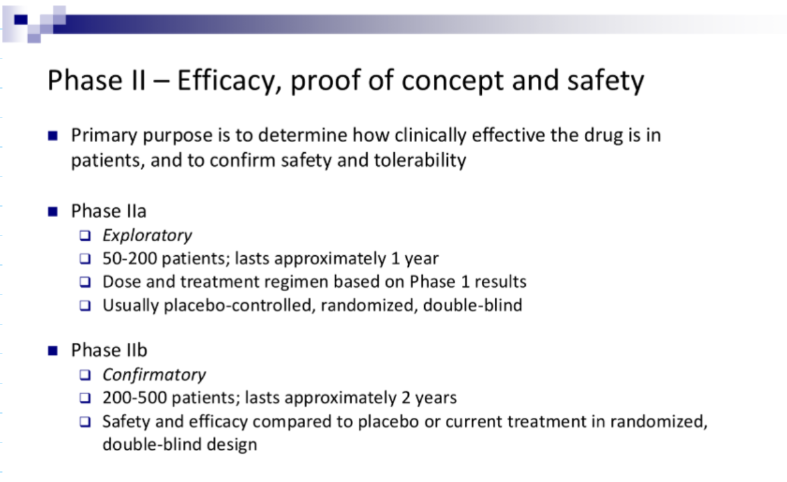 Phase II – Efficacy, proof of concept and safety
Primary purpose is to determine how clinically effective the drug is in
patients, and to confirm safety and tolerability
Phase IIa
Exploratory
50-200 patients; lasts approximately 1 year
Dose and treatment regimen based on Phase 1 results
Usually placebo-controlled, randomized, double-blind
Phase IIb
Confirmatory
200-500 patients; lasts approximately 2 years
Safety and efficacy compared to placebo or current treatment in randomized,
double-blind design